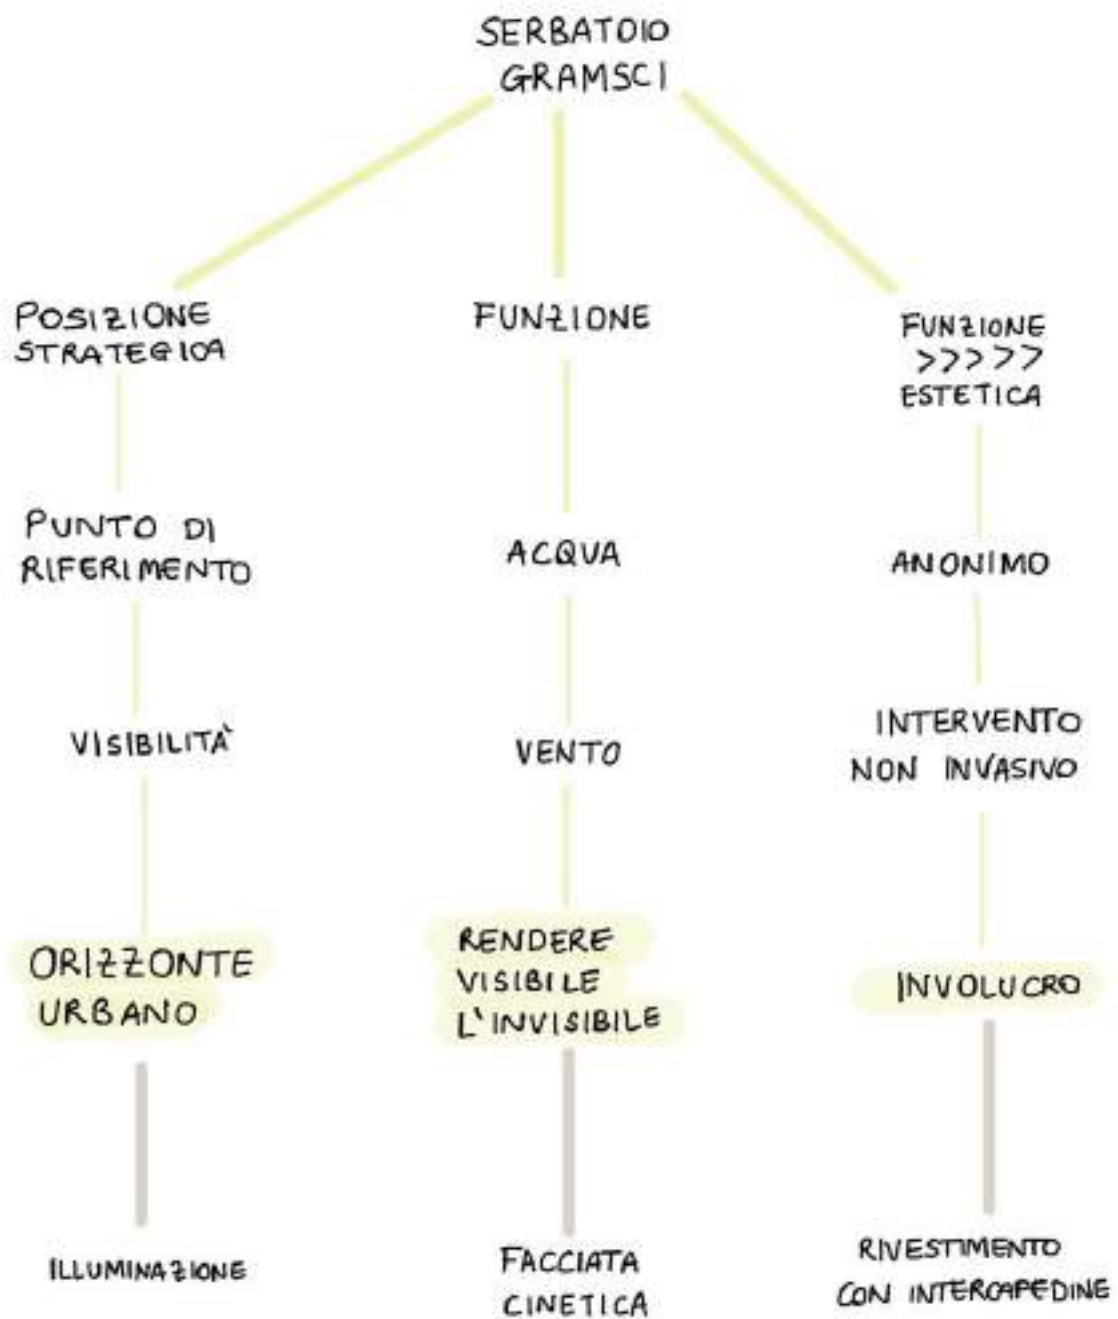 SERBATOIO
GRAMSCI
POSIZIONE
STRATEGICA
PUNTO DI
RIFERIMENTO
VISIBILITÀ
ORIZZONTE
URBANO
ILLUMINAZIONE
FUNZIONE
ACQUA
VENTO
RENDERE
VISIBILE
L'INVISIBILE
FACCIATA
CINETICA
FUNZIONE
>>>>>
ESTETICA
ANONIMO
INTERVENTO
NON INVASIVO
INVOLUCRO
RIVESTIMENTO
CON INTERCAPEDINE